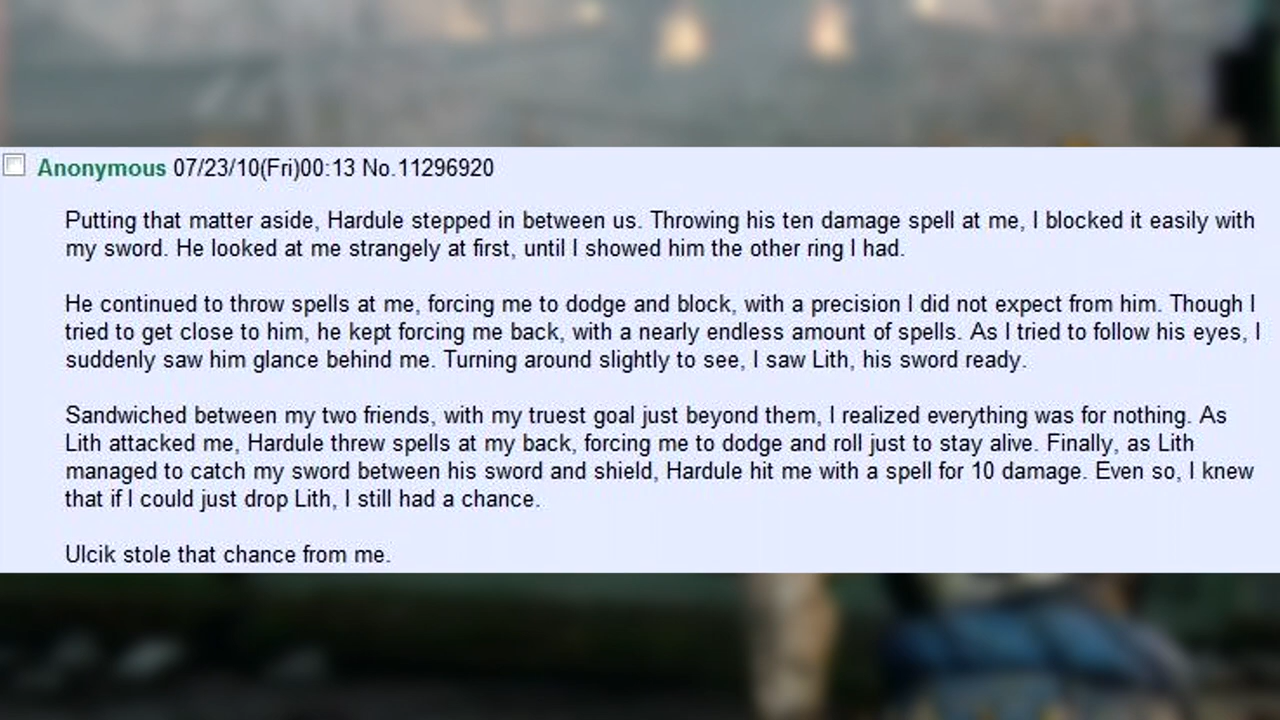 Anonymous 07/23/10(Fri)00:13 No.11296920
Putting that matter aside, Hardule stepped in between us. Throwing his ten damage spell at me, I blocked it easily with
my sword. He looked at me strangely at first, until I showed him the other ring I had.
He continued to throw spells at me, forcing me to dodge and block, with a precision I did not expect from him. Though I
tried to get close to him, he kept forcing me back, with a nearly endless amount of spells. As I tried to follow his eyes, I
suddenly saw him glance behind me. Turning around slightly to see, I saw Lith, his sword ready.
Sandwiched between my two friends, with my truest goal just beyond them, I realized everything was for nothing. As
Lith attacked me, Hardule threw spells at my back, forcing me to dodge and roll just to stay alive. Finally, as Lith
managed to catch my sword between his sword and shield, Hardule hit me with a spell for 10 damage. Even so, I knew
that if I could just drop Lith, I still had a chance.
Ulcik stole that chance from me.